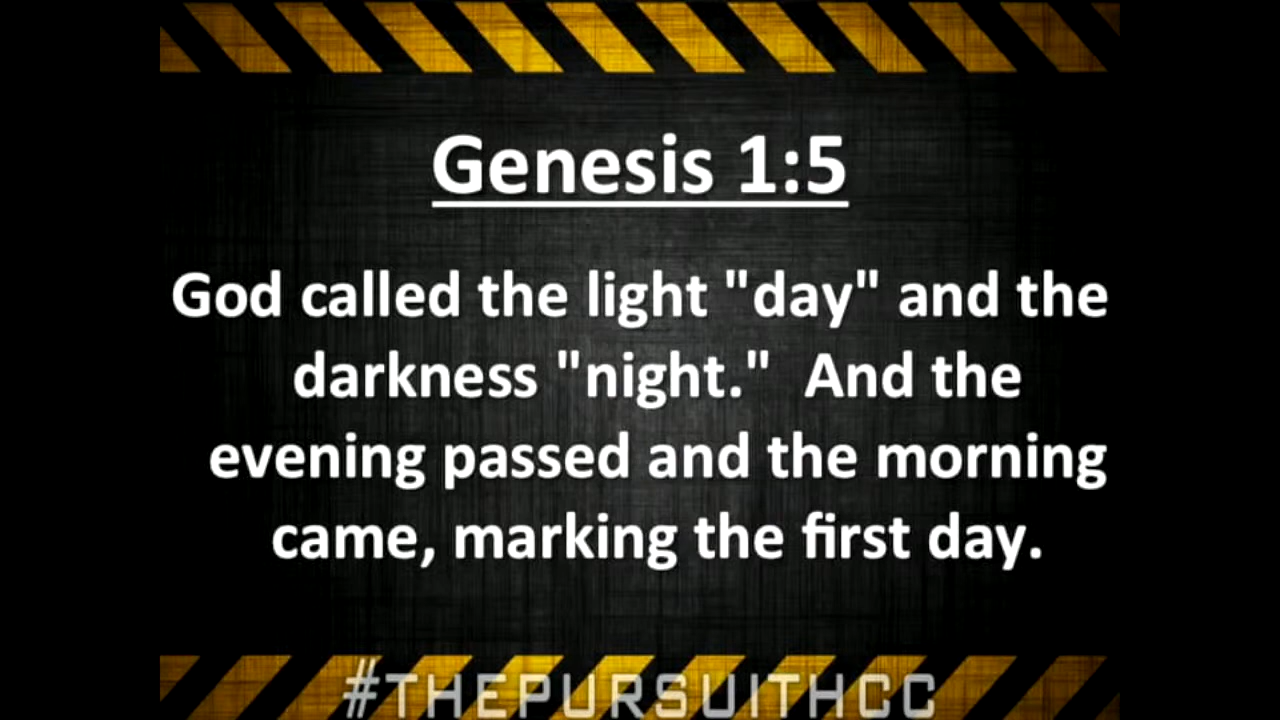 Genesis 1:5
God called the light "day" and the
darkness "night."  And the
evening passed and the morning
came, marking the first day.
#THEPURSUITHCC